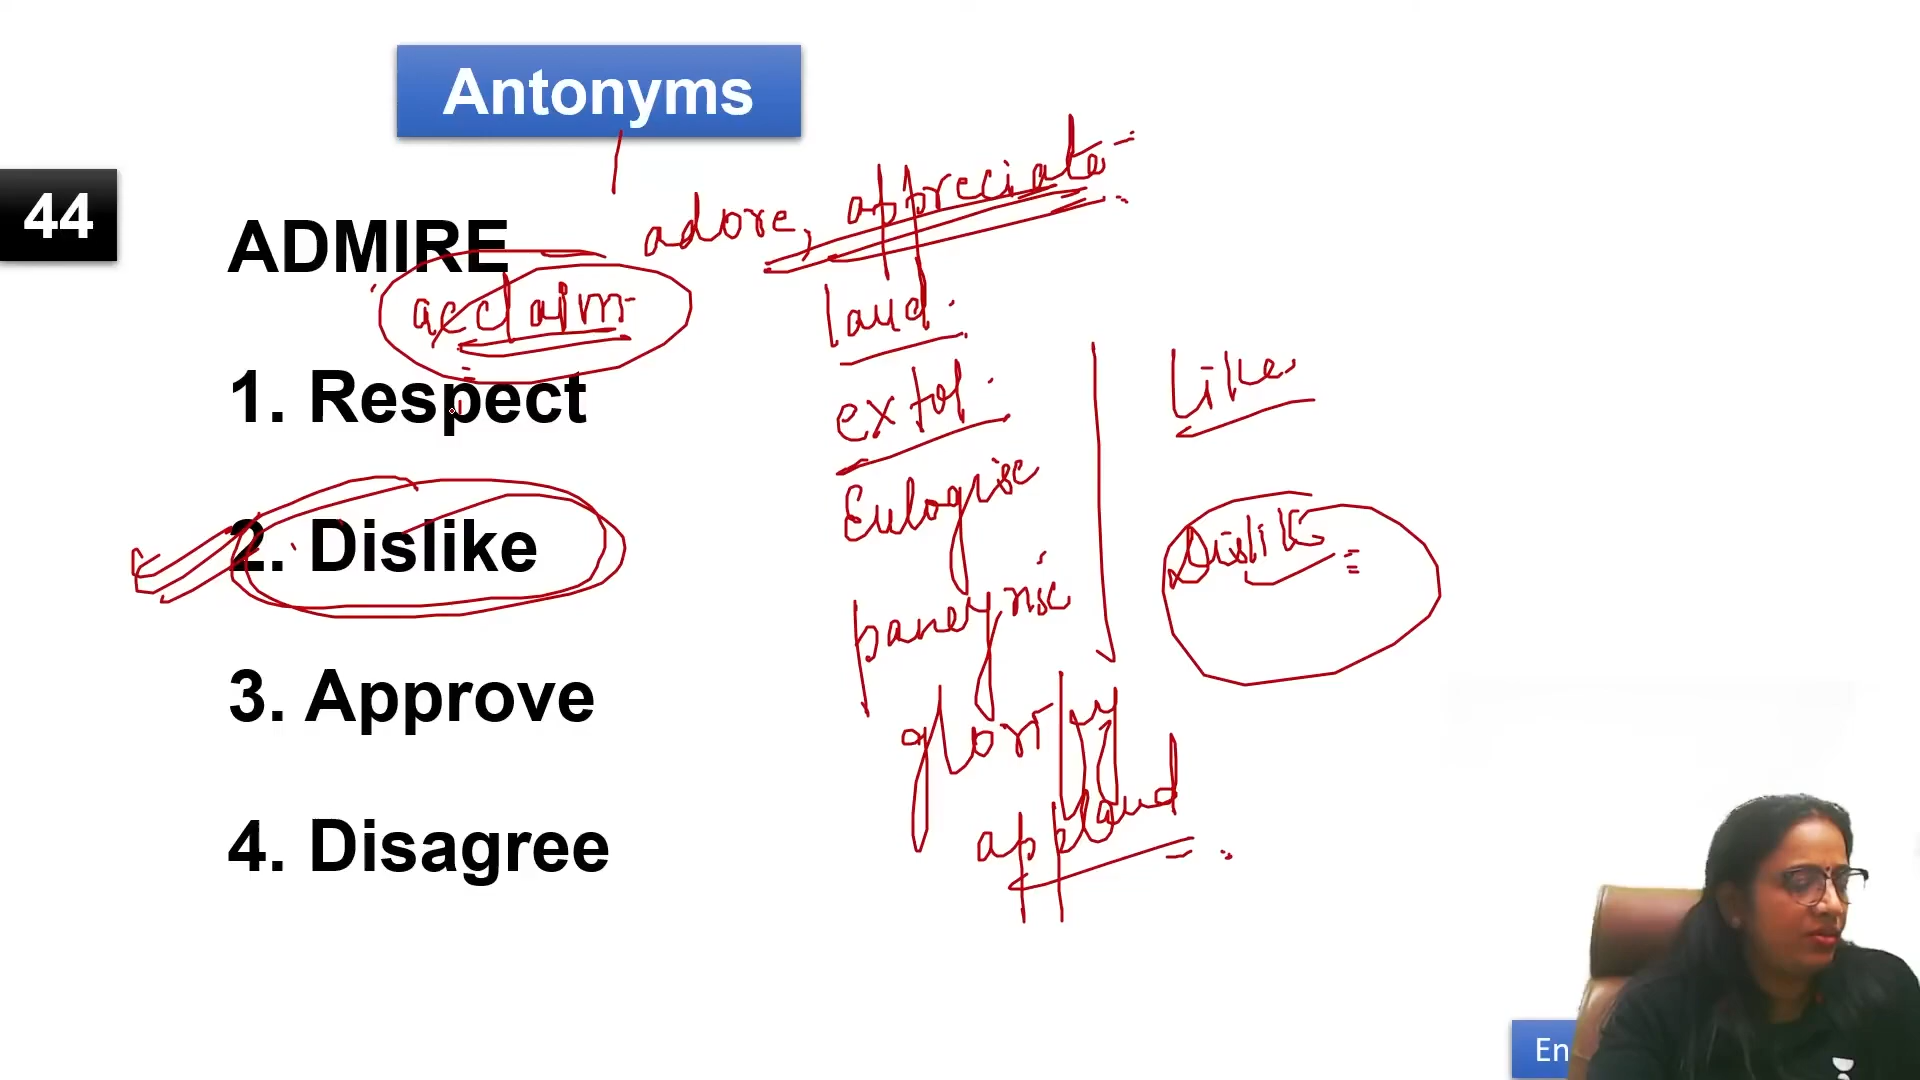 Antonyms
44
ADMIRE
adore, appreciate
acclaim
laud
1. Respect
extol
like
Eulogise
2. Dislike
Dislike
panegyric
3. Approve
glorify
applaud
4. Disagree
En